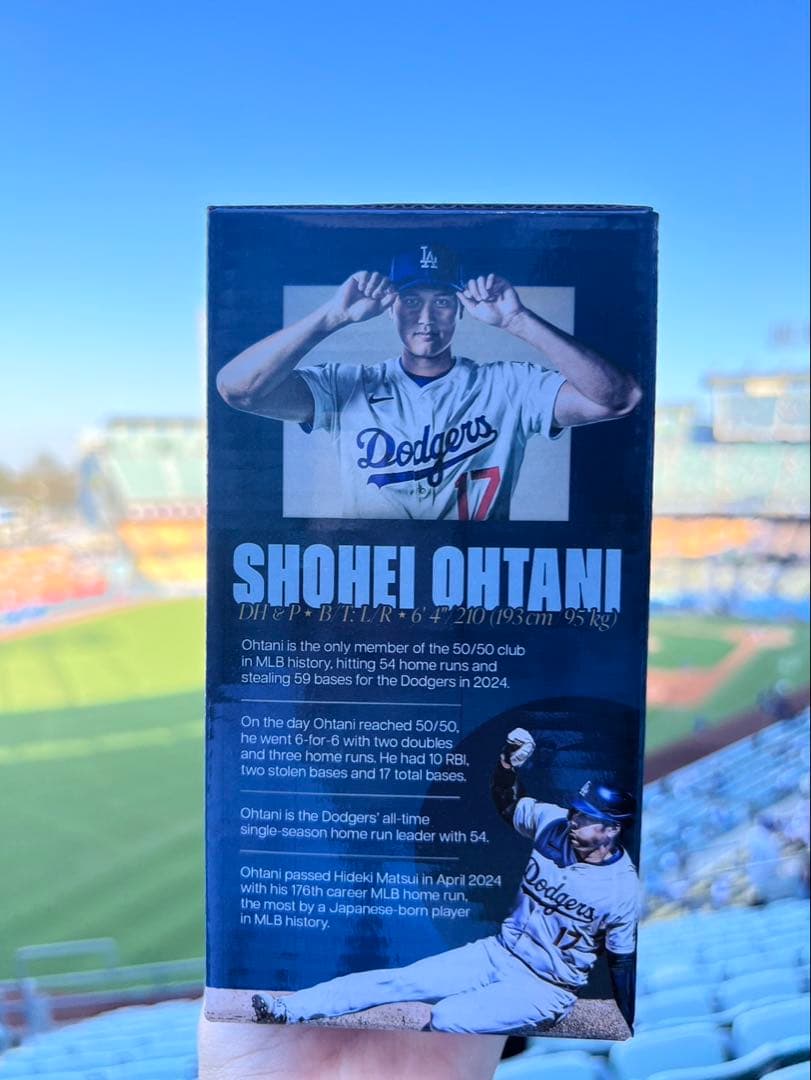 LA
Dodgers
17
SHOHEI OHTANI
DH & P ★ B/T: L/R ★ 6' 4"/210 (193cm 95 kg)
Ohtani is the only member of the 50/50 club
in MLB history, hitting 54 home runs and
stealing 59 bases for the Dodgers in 2024.
On the day Ohtani reached 50/50,
he went 6-for-6 with two doubles
and three home runs. He had 10 RBI,
two stolen bases and 17 total bases.
Ohtani is the Dodgers' all-time
single-season home run leader with 54.
Ohtani passed Hideki Matsui in April 2024
with his 176th career MLB home run,
the most by a Japanese-born player
in MLB history.
LA
Dodgers
17